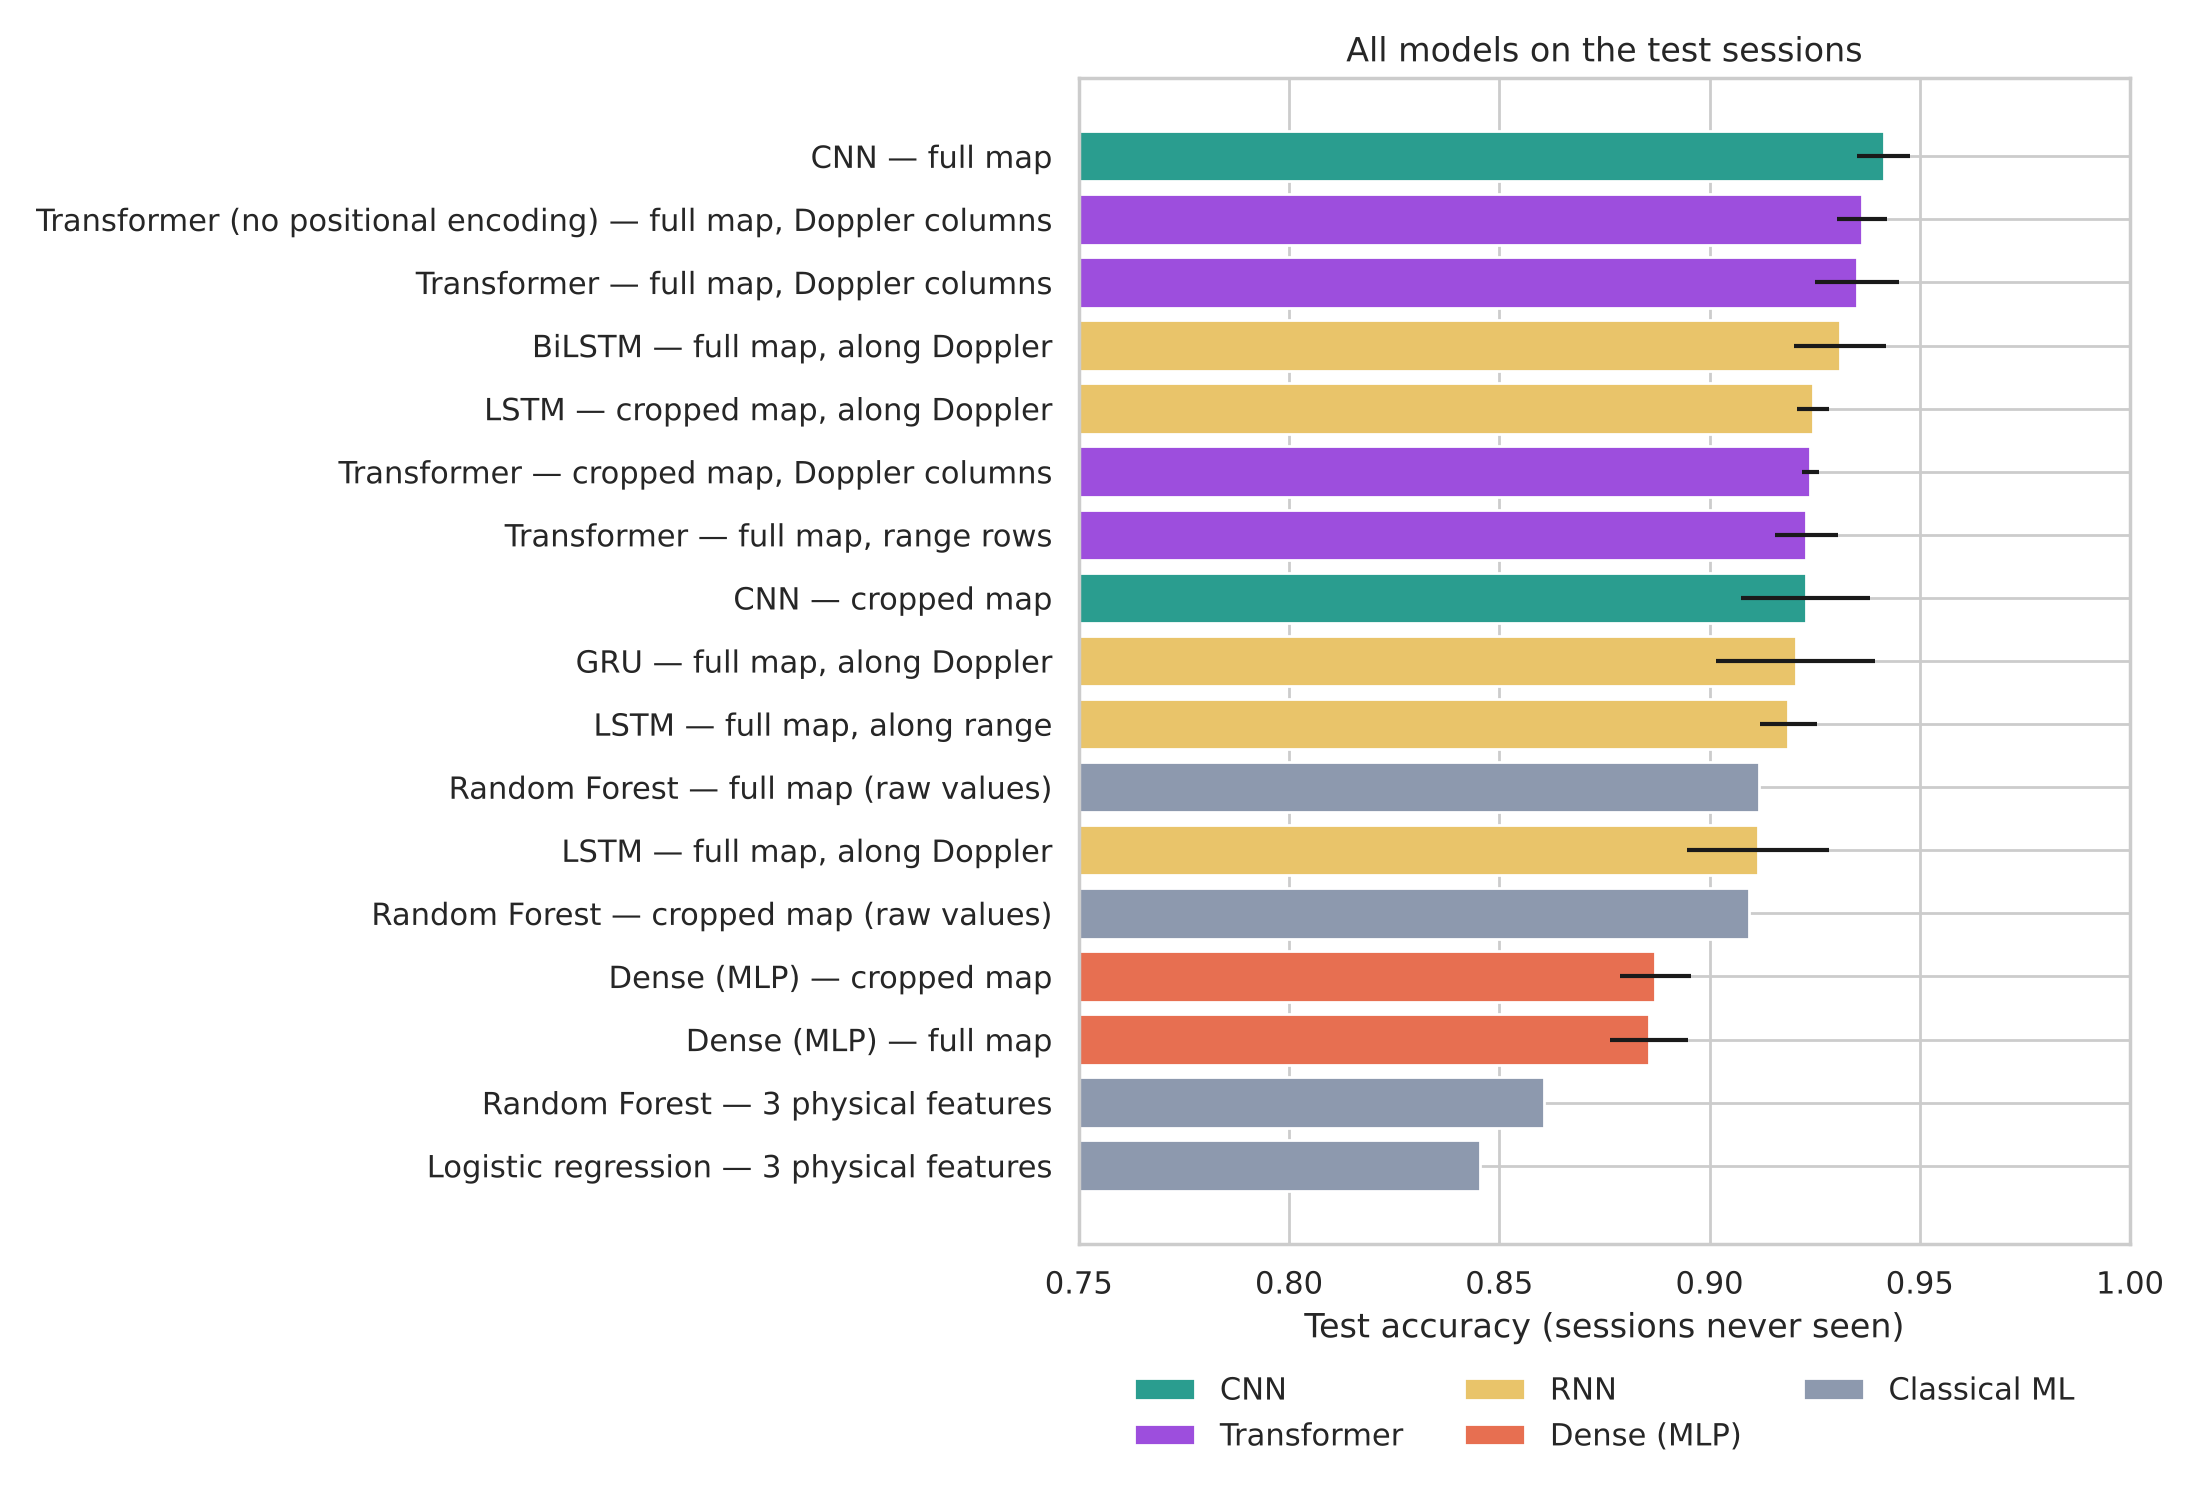 All models on the test sessions
CNN — full map
Transformer (no positional encoding) — full map, Doppler columns
Transformer — full map, Doppler columns
BiLSTM — full map, along Doppler
LSTM — cropped map, along Doppler
Transformer — cropped map, Doppler columns
Transformer — full map, range rows
CNN — cropped map
GRU — full map, along Doppler
LSTM — full map, along range
Random Forest — full map (raw values)
LSTM — full map, along Doppler
Random Forest — cropped map (raw values)
Dense (MLP) — cropped map
Dense (MLP) — full map
Random Forest — 3 physical features
Logistic regression — 3 physical features
0.75 0.80 0.85 0.90 0.95 1.00
Test accuracy (sessions never seen)
CNN RNN Classical ML
Transformer Dense (MLP)